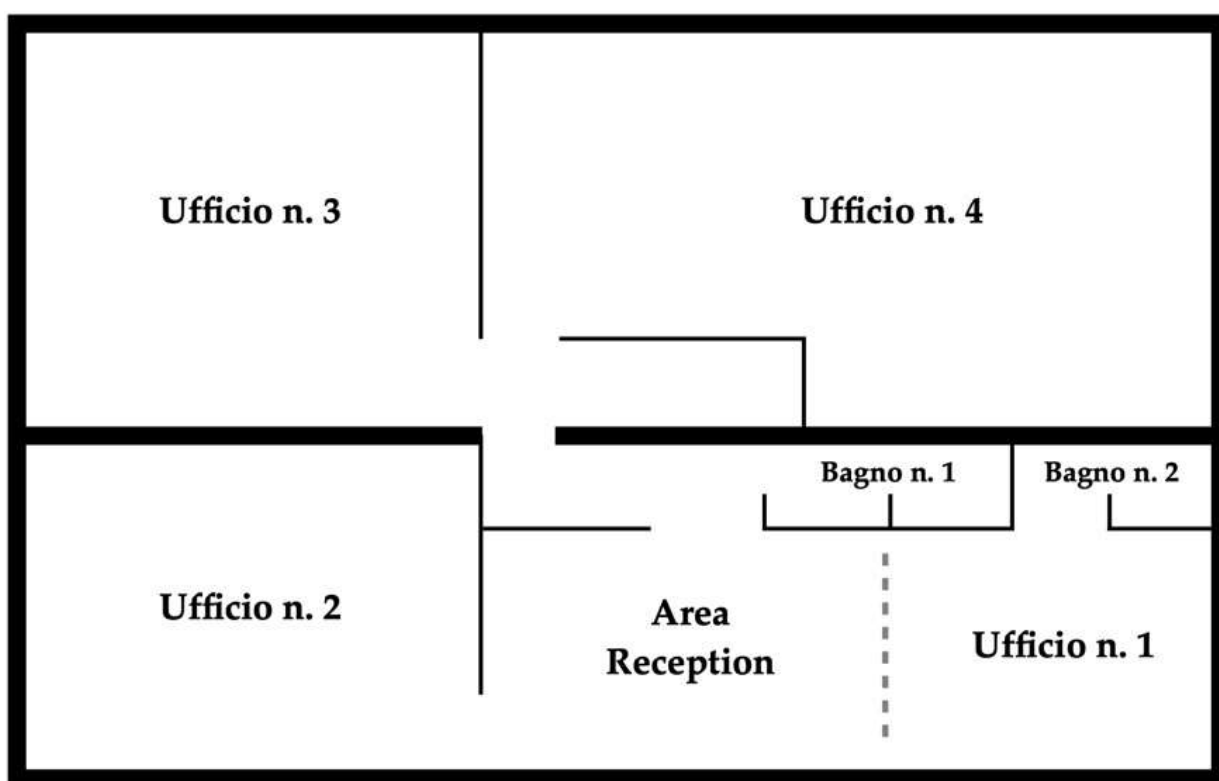 Ufficio n. 3
Ufficio n. 4
Bagno n. 1
Bagno n. 2
Ufficio n. 2
Area
Reception
Ufficio n. 1